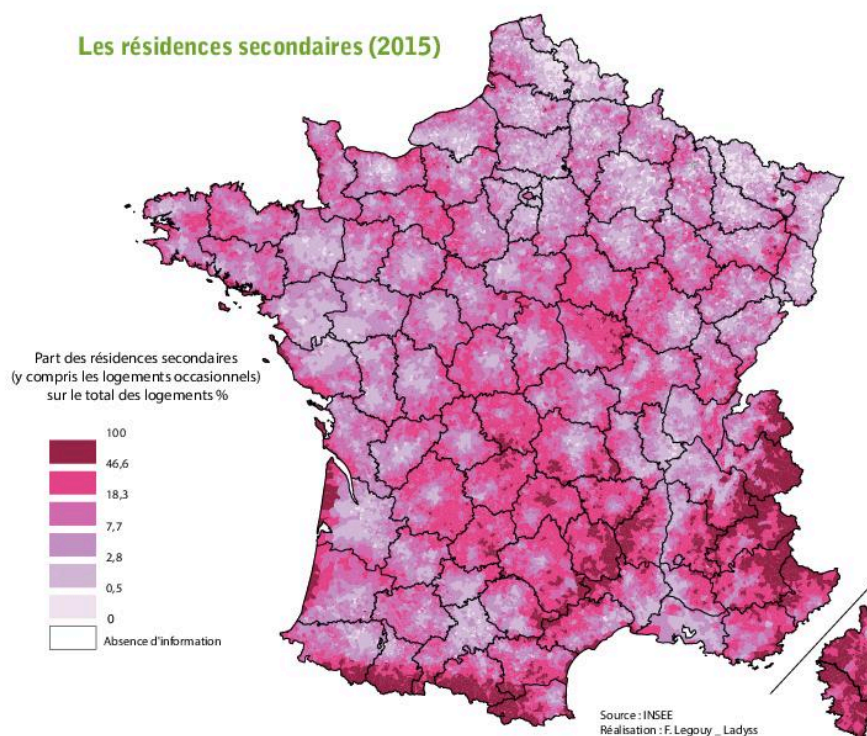 Les résidences secondaires (2015)
Part des résidences secondaires
(y compris les logements occasionnels)
sur le total des logements %
100
46,6
18,3
7,7
2,8
0,5
0
Absence d'information
Source : INSEE
Réalisation : F. Legouy _ Ladyss